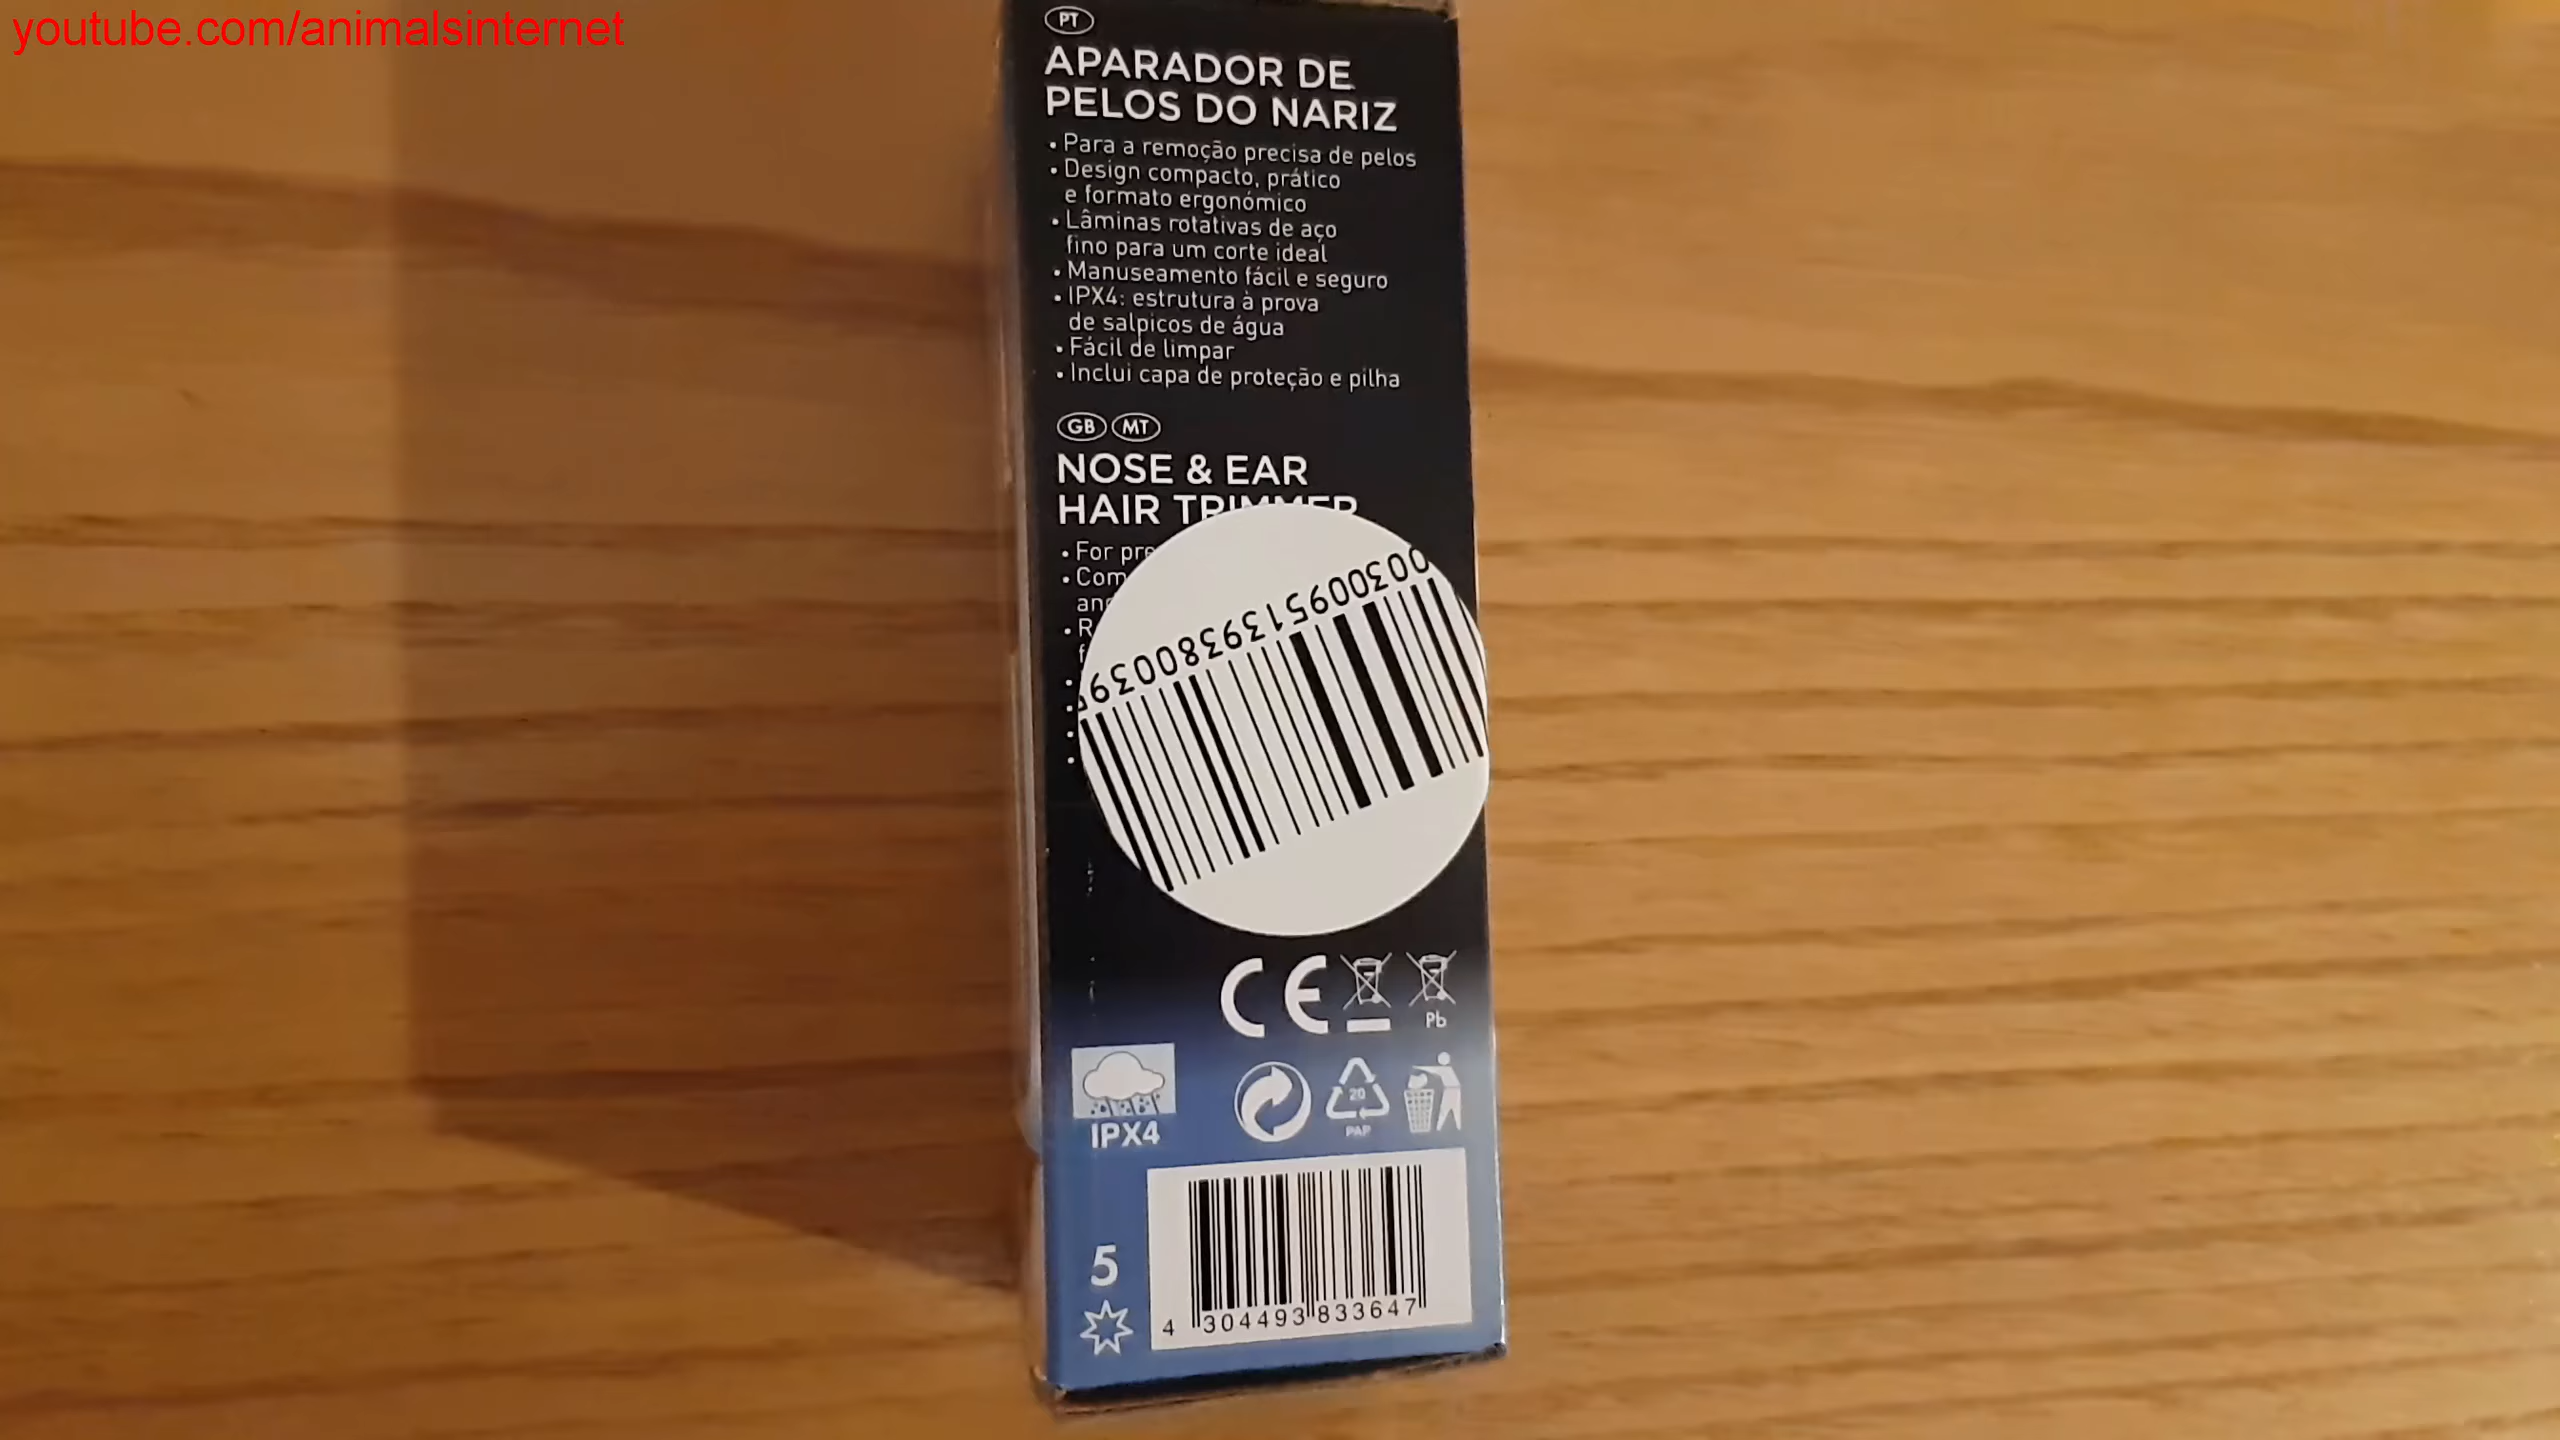 youtube.com/animalsinternet
PT
APARADOR DE
PELOS DO NARIZ
• Para a remoção precisa de pelos
• Design compacto, prático
e formato ergonómico
• Lâminas rotativas de aço
fino para um corte ideal
• Manuseamento fácil e seguro
• IPX4: estrutura à prova
de salpicos de água
• Fácil de limpar
• Inclui capa de proteção e pilha
GB MT
NOSE & EAR
HAIR TRIMMER
• For
CE
Pb
IPX4
20
PAP
5
4 304493 833647